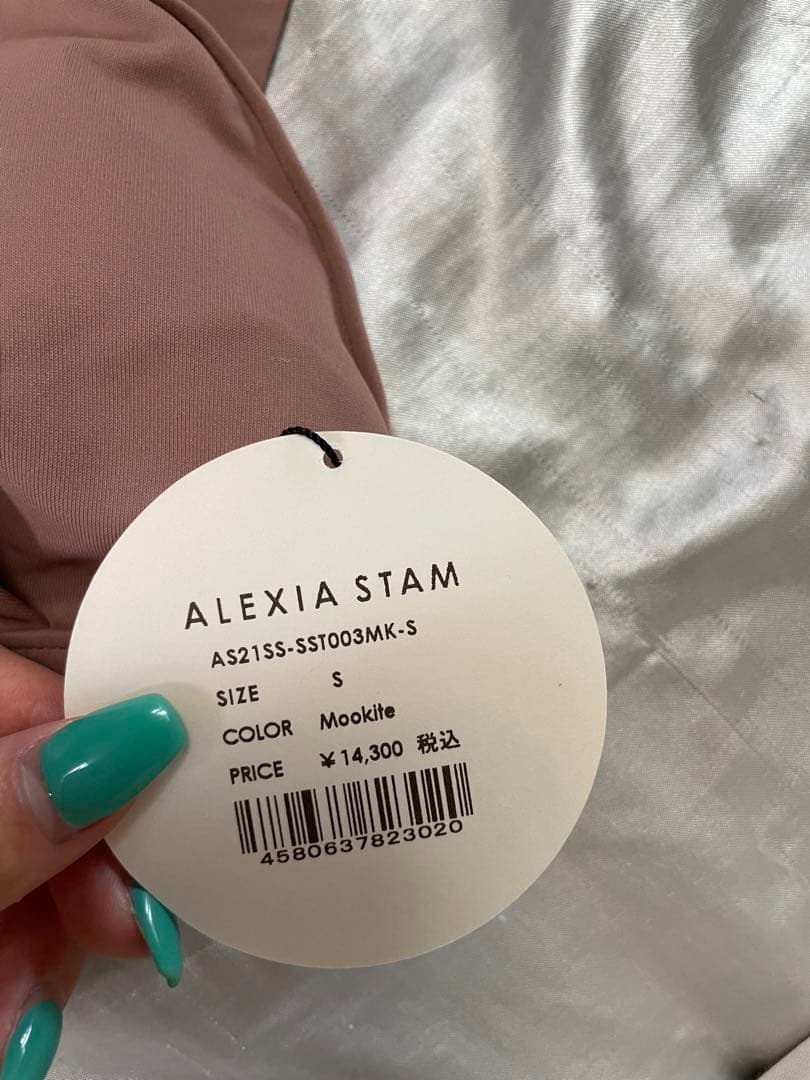 ALEXIA STAM
AS21SS-SST003MK-S
SIZE S
COLOR Mookite
PRICE ¥14,300 税込
4580637823020